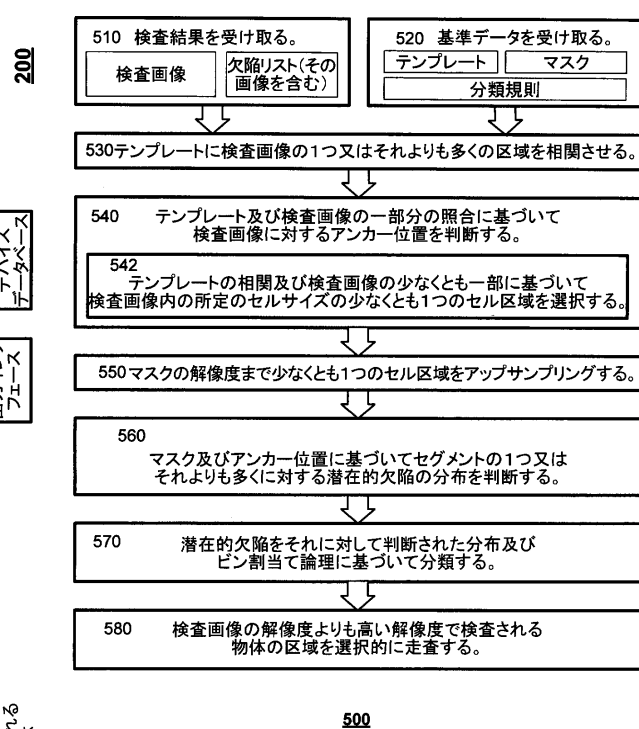 200
510 検査結果を受け取る。
検査画像
欠陥リスト(その
画像を含む)
520 基準データを受け取る。
テンプレート
マスク
分類規則
530テンプレートに検査画像の1つ又はそれよりも多くの区域を相関させる。
540 テンプレート及び検査画像の一部分の照合に基づいて
検査画像に対するアンカー位置を判断する。
542
テンプレートの相関及び検査画像の少なくとも一部に基づいて
検査画像内の所定のセルサイズの少なくとも1つのセル区域を選択する。
550マスクの解像度まで少なくとも1つのセル区域をアップサンプリングする。
560
マスク及びアンカー位置に基づいてセグメントの1つ又は
それよりも多くに対する潜在的欠陥の分布を判断する。
570 潜在的欠陥をそれに対して判断された分布及び
ビン割当て論理に基づいて分類する。
580 検査画像の解像度よりも高い解像度で検査される
物体の区域を選択的に走査する。
500
データベース
フェース
れる